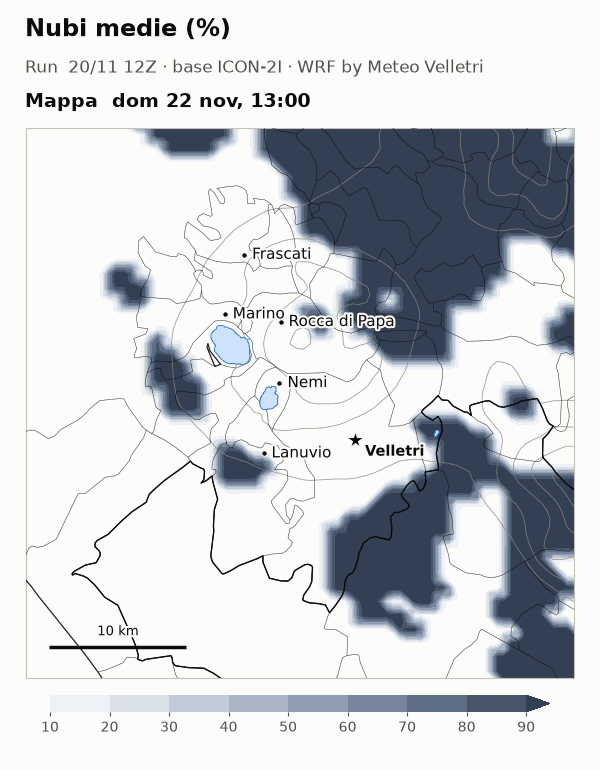 Nubi medie (%)
Run  20/11 12Z · base ICON-2I · WRF by Meteo Velletri
Mappa  dom 22 nov, 13:00
Frascati
Marino
Rocca di Papa
Nemi
Velletri
Lanuvio
10 km
10 20 30 40 50 60 70 80 90